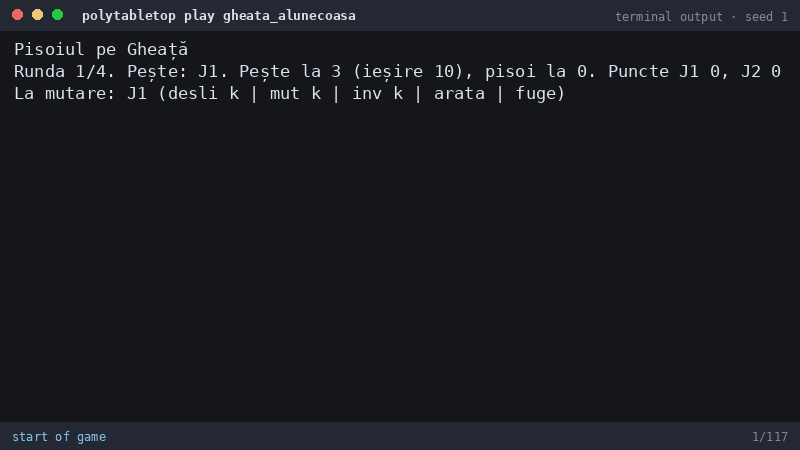 polytabletop play gheata_alunecoasa
terminal output · seed 1
Pisoiul pe Gheață
Runda 1/4. Pește: J1. Pește la 3 (ieșire 10), pisoi la 0. Puncte J1 0, J2 0
La mutare: J1 (desli k | mut k | inv k | arata | fuge)
start of game
1/117